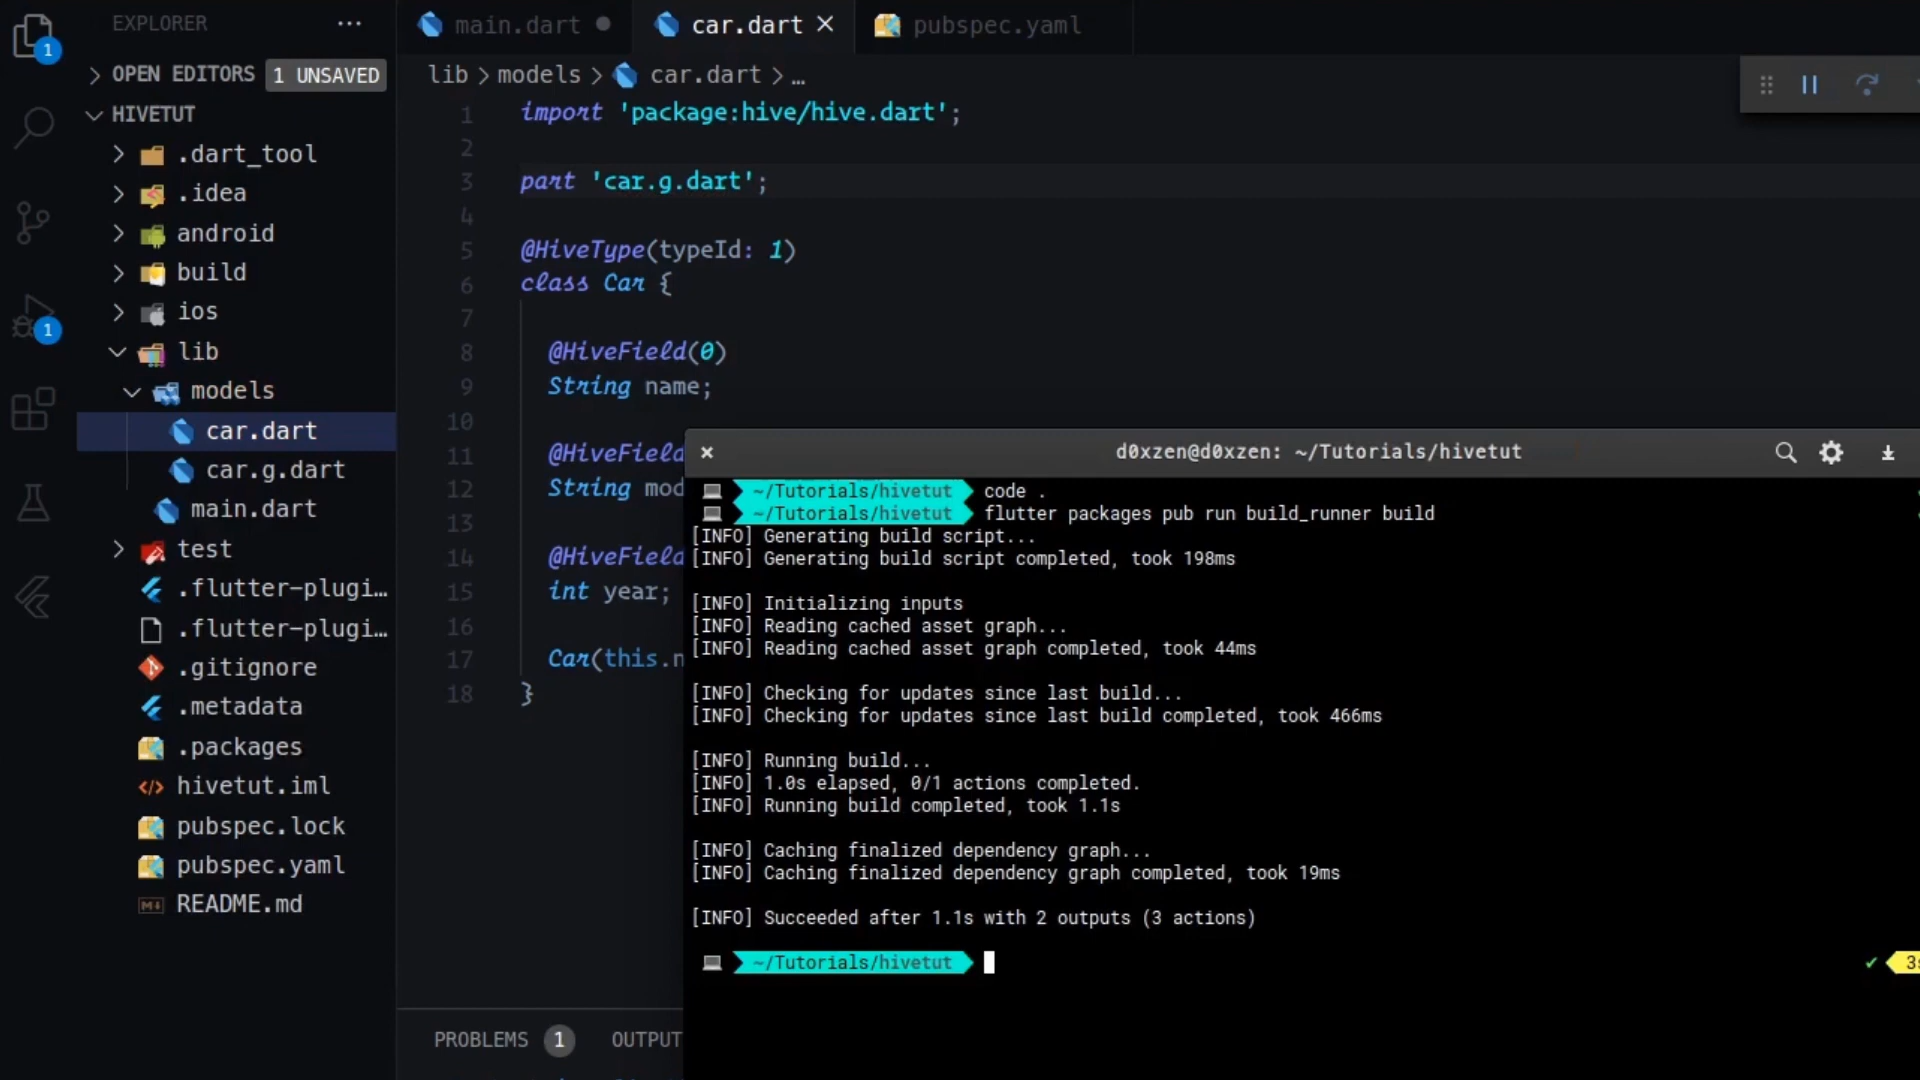 EXPLORER
1
OPEN EDITORS 1 UNSAVED
HIVETUT
.dart_tool
.idea
android
build
ios
1
lib
models
car.dart
car.g.dart
main.dart
test
.flutter-plugi…
.flutter-plugi…
.gitignore
.metadata
.packages
hivetut.iml
pubspec.lock
pubspec.yaml
README.md
main.dart
car.dart
pubspec.yaml
lib > models > car.dart > …
1 import 'package:hive/hive.dart';
2
3 part 'car.g.dart';
4
5 @HiveType(typeId: 1)
6 class Car {
7
8 @HiveField(0)
9 String name;
10
11 @HiveField
12 String mod
13
14 @HiveField
15 int year;
16
17 Car(this.n
18 }
PROBLEMS 1 OUTPUT
d0xzen@d0xzen: ~/Tutorials/hivetut
~/Tutorials/hivetut code .
~/Tutorials/hivetut flutter packages pub run build_runner build
[INFO] Generating build script...
[INFO] Generating build script completed, took 198ms
[INFO] Initializing inputs
[INFO] Reading cached asset graph...
[INFO] Reading cached asset graph completed, took 44ms
[INFO] Checking for updates since last build...
[INFO] Checking for updates since last build completed, took 466ms
[INFO] Running build...
[INFO] 1.0s elapsed, 0/1 actions completed.
[INFO] Running build completed, took 1.1s
[INFO] Caching finalized dependency graph...
[INFO] Caching finalized dependency graph completed, took 19ms
[INFO] Succeeded after 1.1s with 2 outputs (3 actions)
~/Tutorials/hivetut
3s